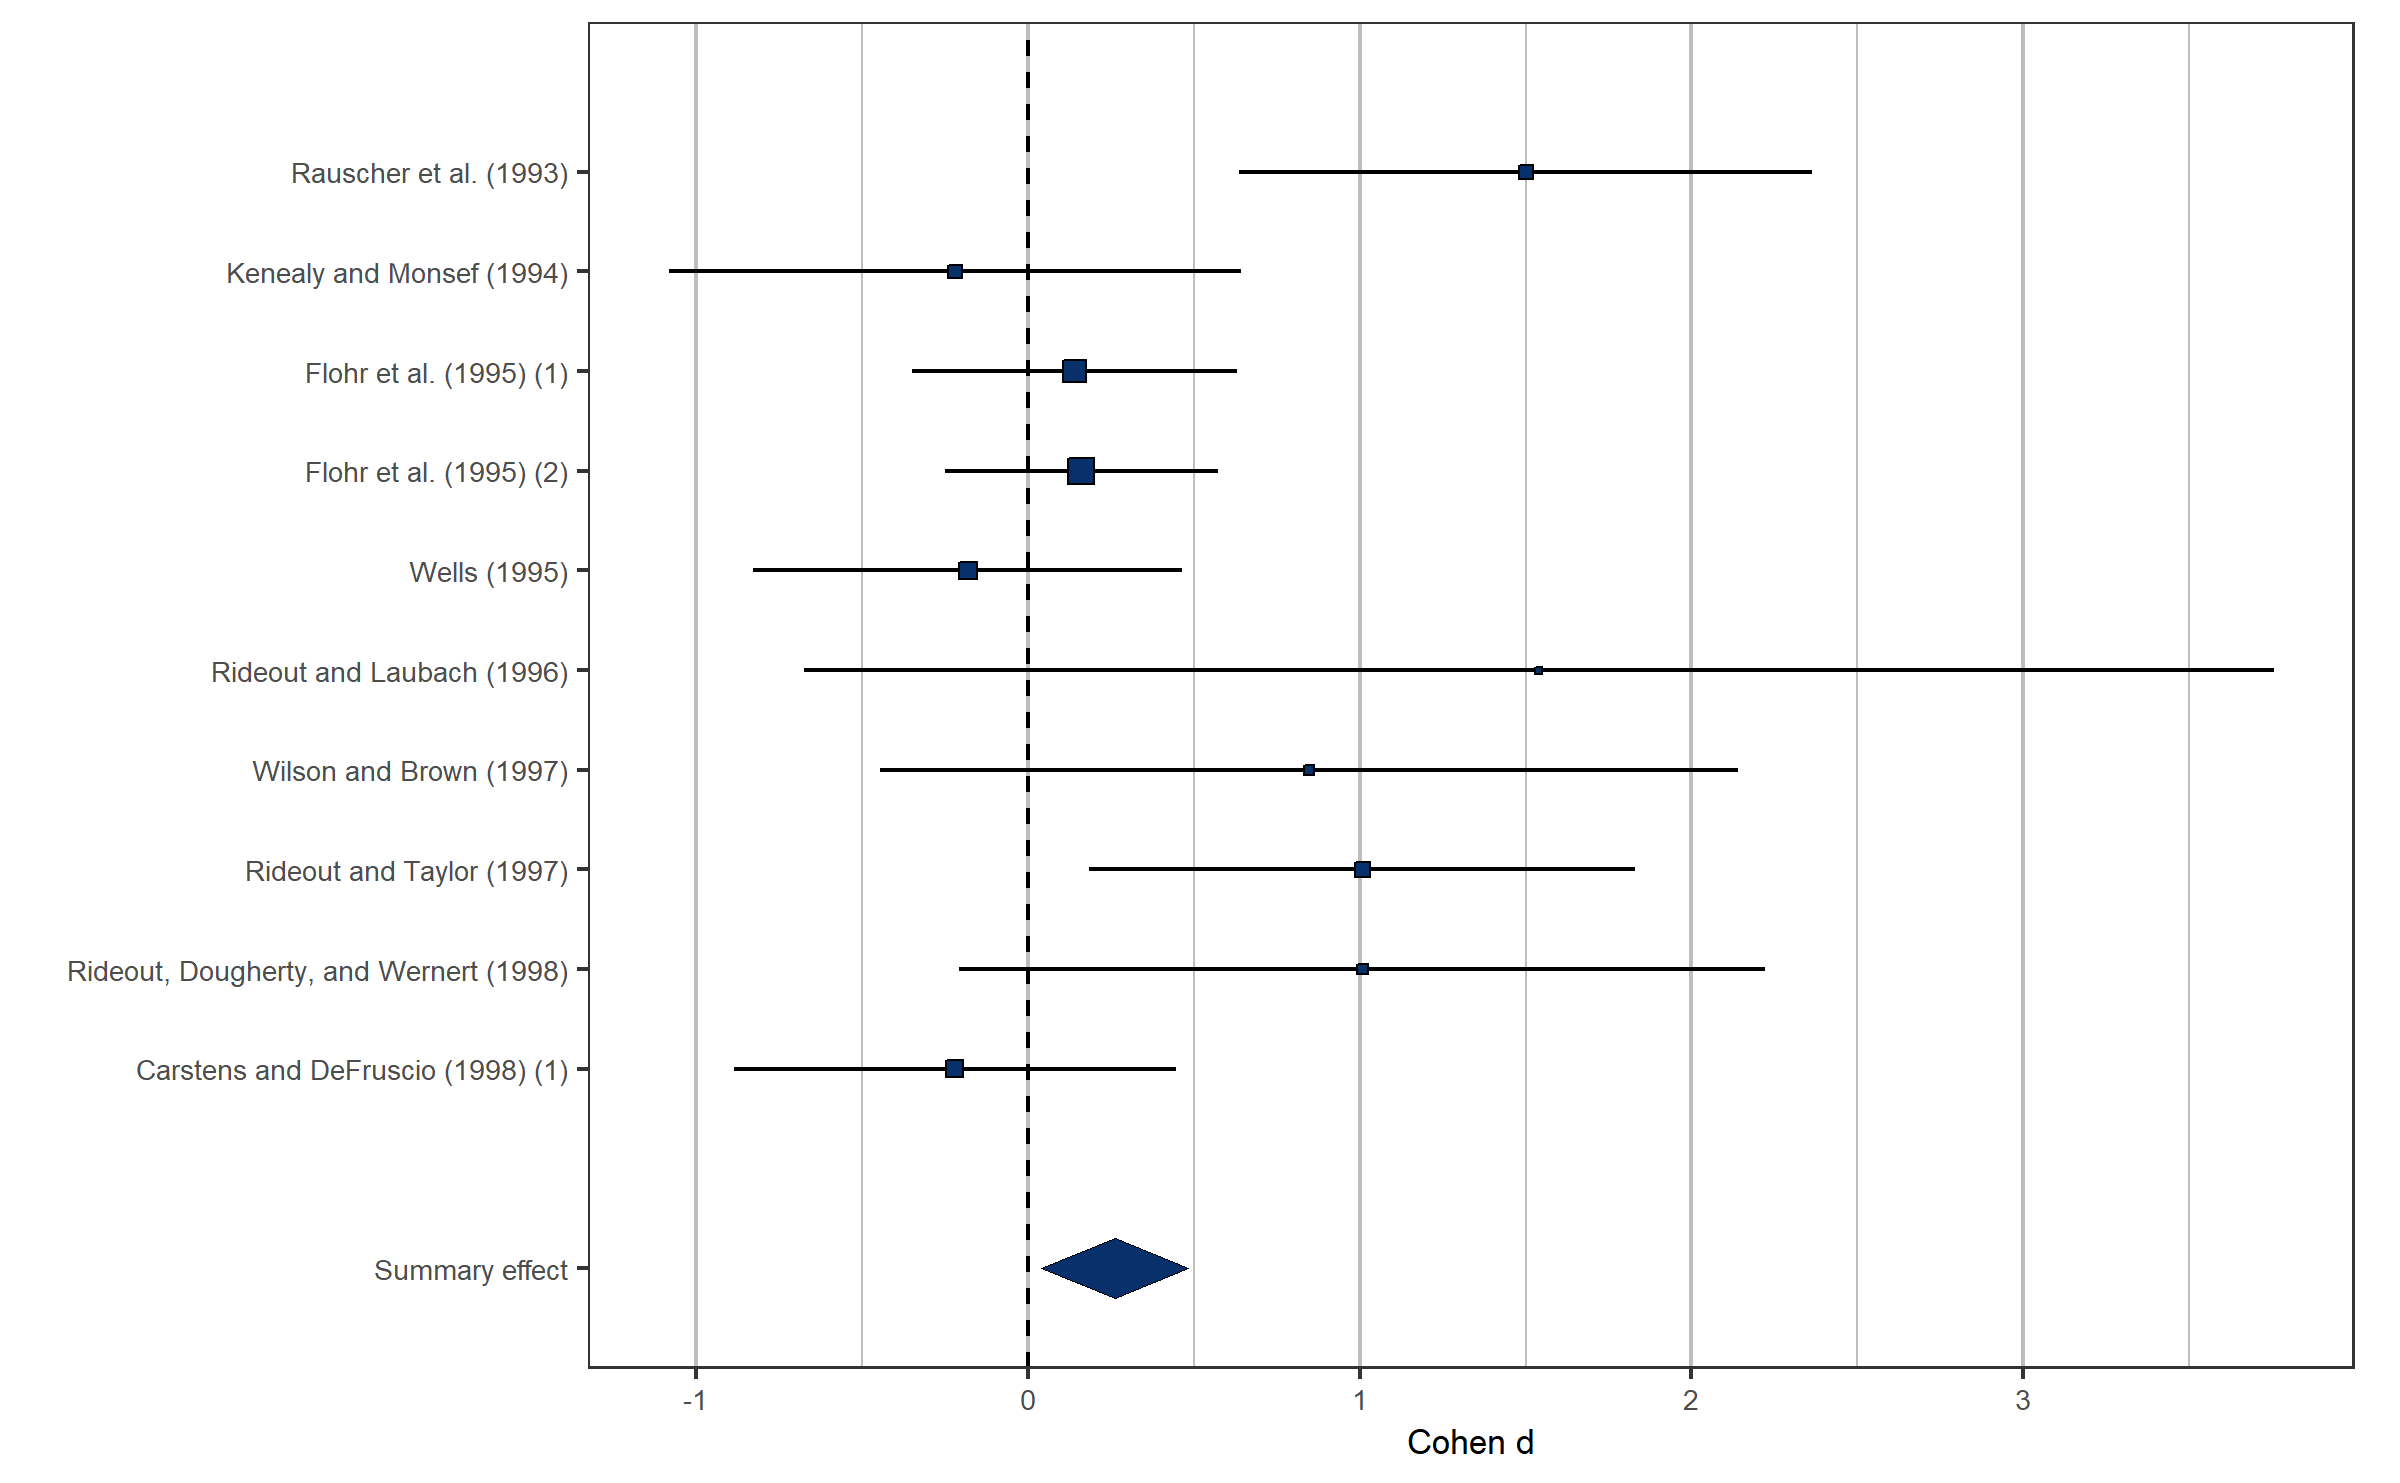 Rauscher et al. (1993)
Kenealy and Monsef (1994)
Flohr et al. (1995) (1)
Flohr et al. (1995) (2)
Wells (1995)
Rideout and Laubach (1996)
Wilson and Brown (1997)
Rideout and Taylor (1997)
Rideout, Dougherty, and Wernert (1998)
Carstens and DeFruscio (1998) (1)
Summary effect
-1 0 1 2 3
Cohen d